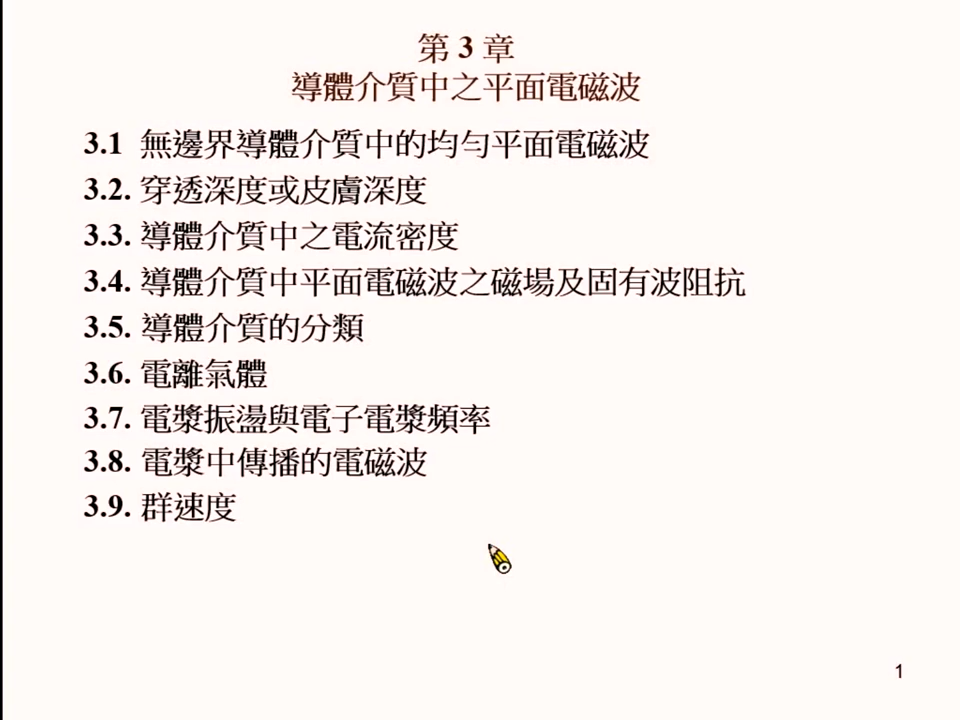 第 3 章
導體介質中之平面電磁波
3.1 無邊界導體介質中的均勻平面電磁波
3.2. 穿透深度或皮膚深度
3.3. 導體介質中之電流密度
3.4. 導體介質中平面電磁波之磁場及固有波阻抗
3.5. 導體介質的分類
3.6. 電離氣體
3.7. 電漿振盪與電子電漿頻率
3.8. 電漿中傳播的電磁波
3.9. 群速度
1